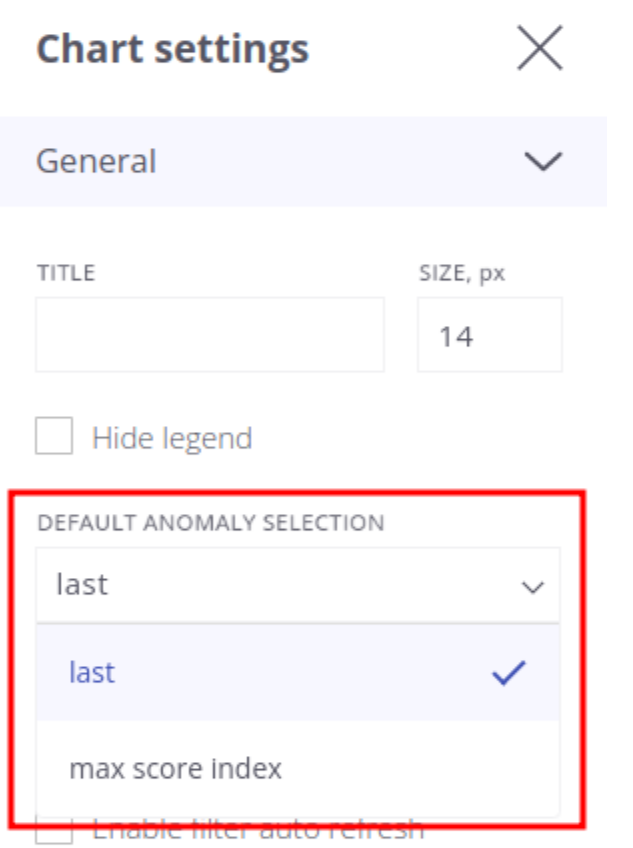 Chart settings
General
TITLE SIZE, px
14
Hide legend
DEFAULT ANOMALY SELECTION
last
last
max score index
Enable filter auto refresh